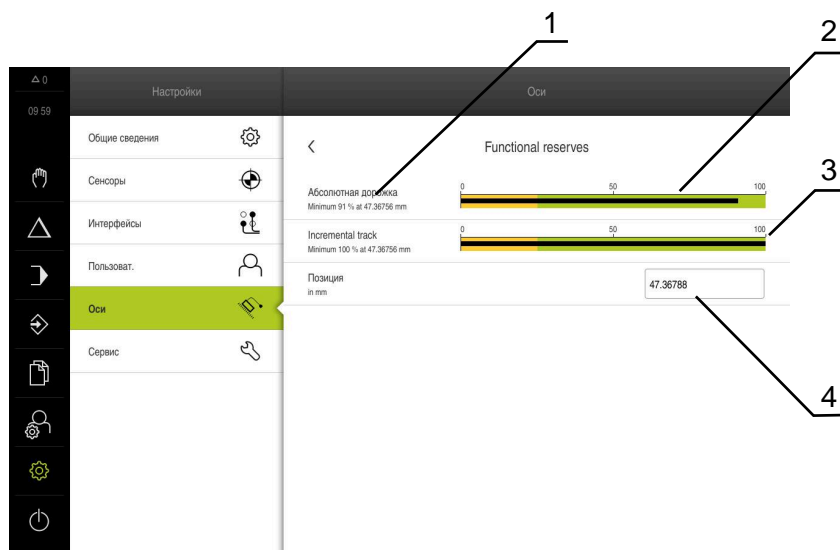 1
2
△ 0
09 59
Настройки
Оси
Общие сведения
Functional reserves
Сенсоры
Абсолютная дорожка
0 50 100
3
Minimum 91 % at 47.36756 mm
Интерфейсы
Incremental track
0 50 100
Minimum 100 % at 47.36756 mm
Пользоват.
Позиция
in mm
47.36788
Оси
Сервис
4